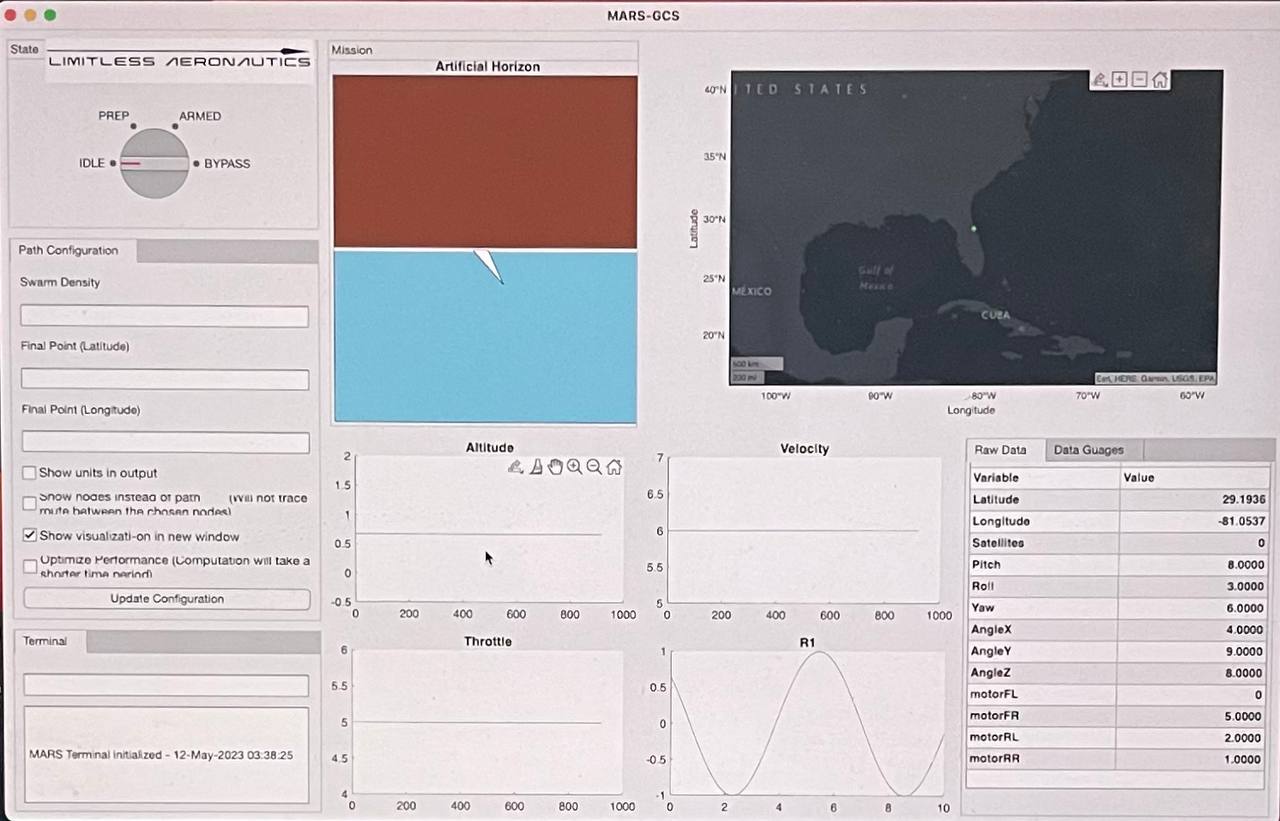 MARS-GCS
State
LIMITLESS AERONAUTICS
PREP
ARMED
IDLE
BYPASS
Path Configuration
Swarm Density
Final Point (Latitude)
Final Point (Longitude)
Show units in output
Show nodes instead of path (Will not trace
route between the chosen nodes)
Show visualizati-on in new window
Optimize Performance (Computation will take a
shorter time period)
Update Configuration
Terminal
MARS Terminal Initialized - 12-May-2023 03:38:25
Mission
Artificial Horizon
Latitude
40°N
35°N
30°N
25°N
20°N
ITED STATES
Gulf of
Mexico
MÉXICO
CUBA
500 km
200 mi
Esri, HERE, Garmin, USGS, EPA
100°W 90°W 80°W 70°W 60°W
Longitude
Altitude
2
1.5
1
0.5
0
-0.5
0 200 400 600 800 1000
Velocity
7
6.5
6
5.5
5
0 200 400 600 800 1000
Throttle
6
5.5
5
4.5
4
0 200 400 600 800 1000
R1
1
0.5
0
-0.5
-1
0 2 4 6 8 10
Raw Data Data Guages
Variable Value
Latitude 29.1936
Longitude -81.0537
Satellites 0
Pitch 8.0000
Roll 3.0000
Yaw 6.0000
AngleX 4.0000
AngleY 9.0000
AngleZ 8.0000
motorFL 0
motorFR 5.0000
motorRL 2.0000
motorRR 1.0000